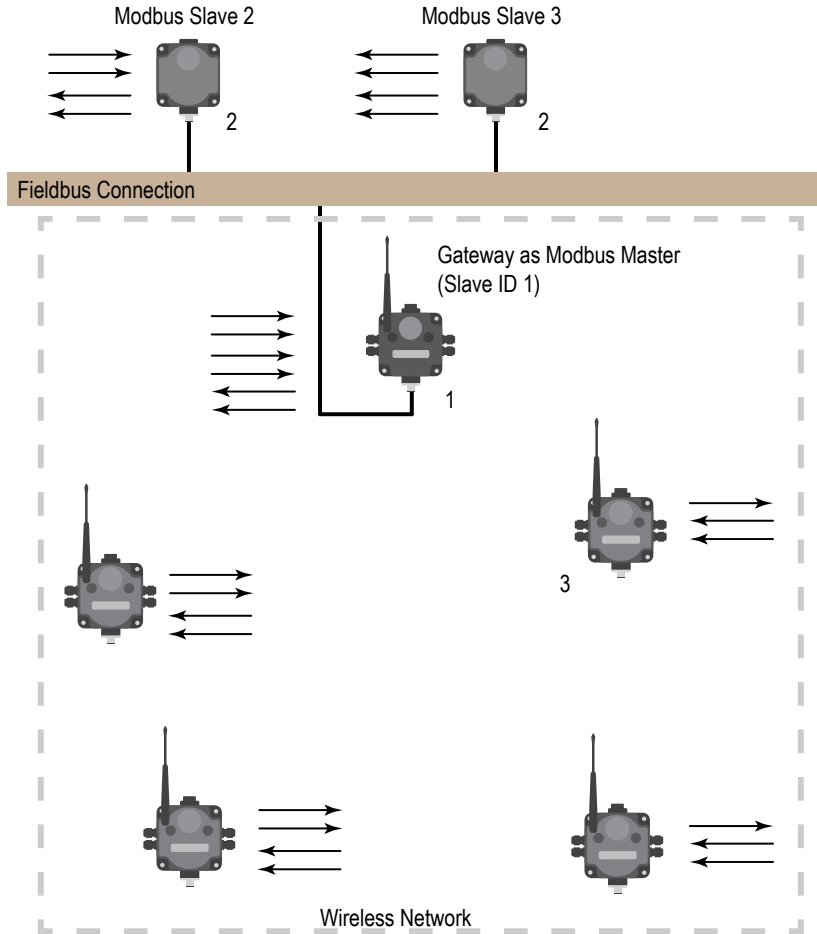 Modbus Slave 2
Modbus Slave 3
2
2
Fieldbus Connection
Gateway as Modbus Master
(Slave ID 1)
1
3
Wireless Network